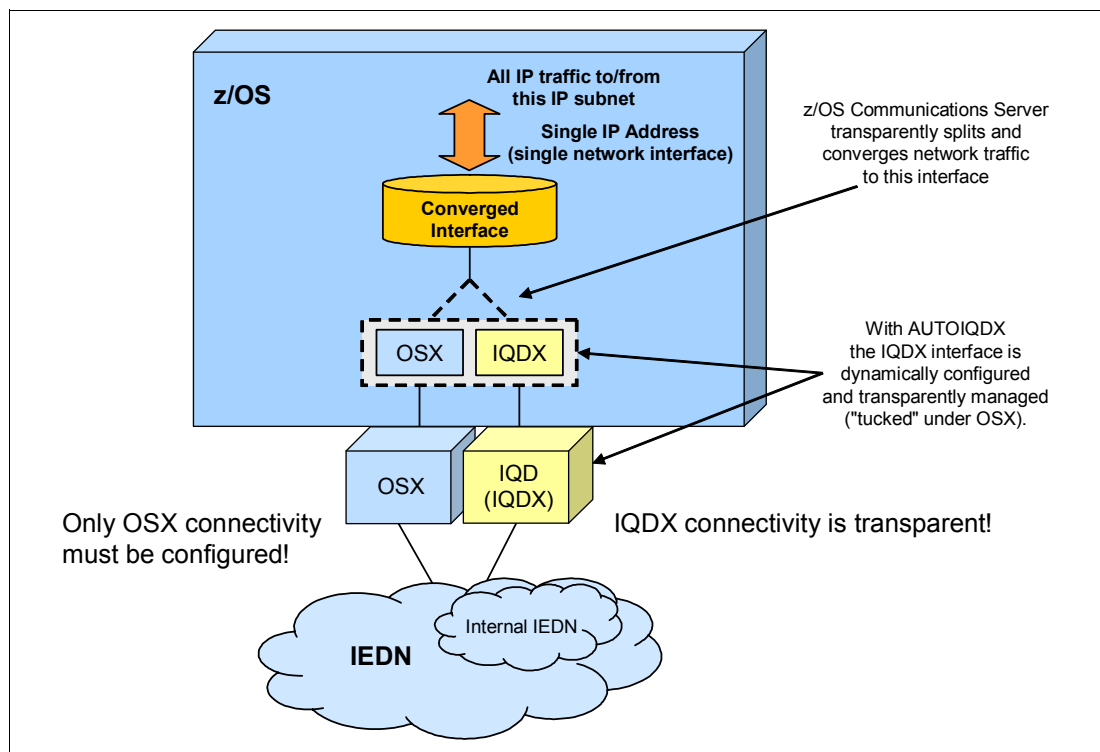 All IP traffic to/from
this IP subnet
z/OS
Single IP Address
(single network interface)
z/OS Communications Server
transparently splits and
converges network traffic
to this interface
Converged
Interface
OSX
IQDX
With AUTOIQDX
the IQDX interface is
dynamically configured
and transparently managed
("tucked" under OSX).
OSX
IQD
(IQDX)
Only OSX connectivity
must be configured!
IQDX connectivity is transparent!
Internal IEDN
IEDN